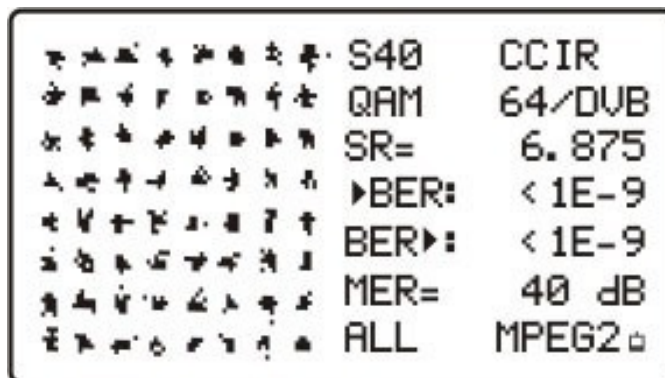 S40 CCIR
QAM 64/DVB
SR= 6.875
▶BER: < 1E-9
BER▶: < 1E-9
MER= 40 dB
ALL MPEG2